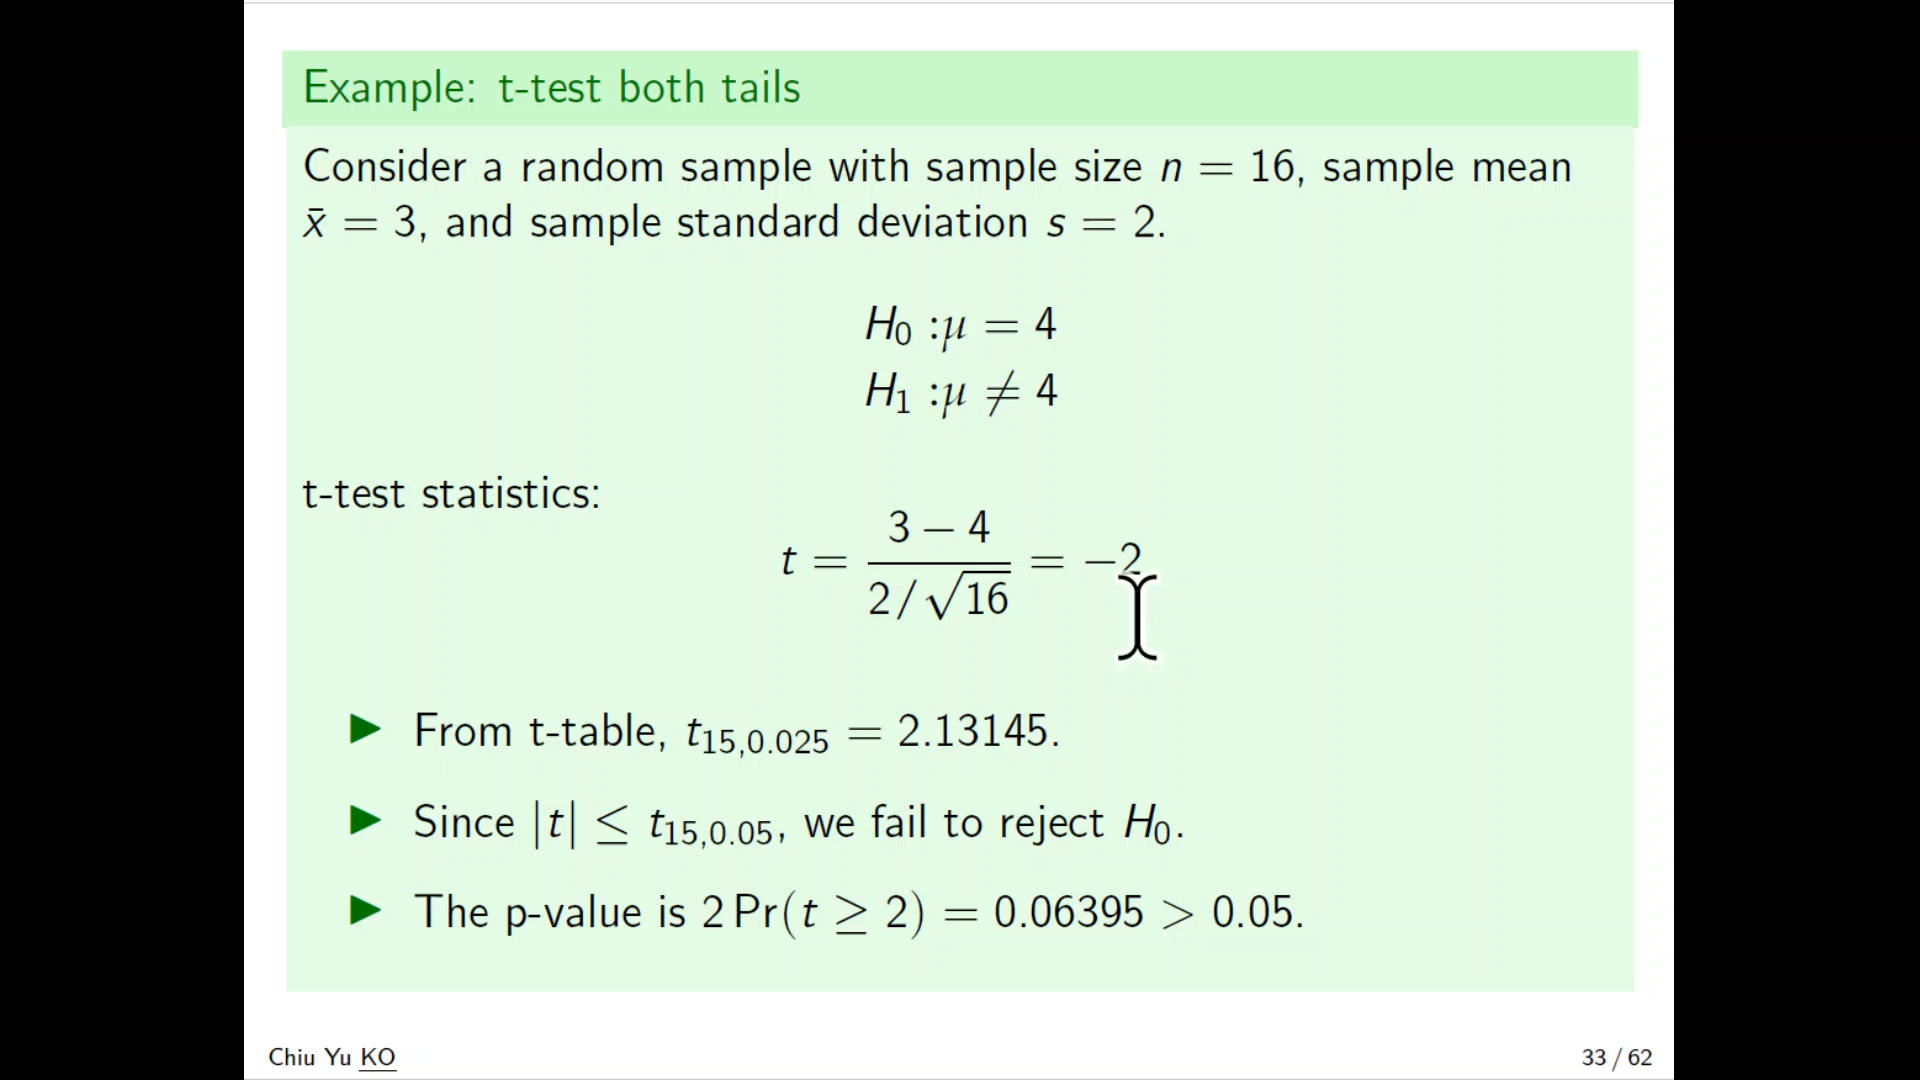 Example: t-test both tails
Consider a random sample with sample size n = 16, sample mean
x̄ = 3, and sample standard deviation s = 2.
H₀ :μ = 4
H₁ :μ ≠ 4
t-test statistics:
t = (3 − 4) / (2/√16) = −2
▶ From t-table, t₁₅,₀.₀₂₅ = 2.13145.
▶ Since |t| ≤ t₁₅,₀.₀₅, we fail to reject H₀.
▶ The p-value is 2 Pr(t ≥ 2) = 0.06395 > 0.05.
Chiu Yu KO
33 / 62